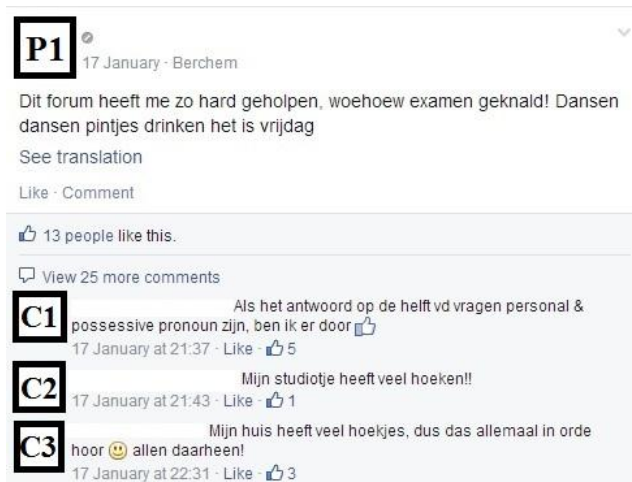 P1
17 January · Berchem
Dit forum heeft me zo hard geholpen, woehoew examen geknald! Dansen
dansen pintjes drinken het is vrijdag
See translation
Like · Comment
13 people like this.
View 25 more comments
C1
Als het antwoord op de helft vd vragen personal &
possessive pronoun zijn, ben ik er door
17 January at 21:37 · Like · 5
C2
Mijn studiotje heeft veel hoeken!!
17 January at 21:43 · Like · 1
C3
Mijn huis heeft veel hoekjes, dus das allemaal in orde
hoor 🙂 allen daarheen!
17 January at 22:31 · Like · 3